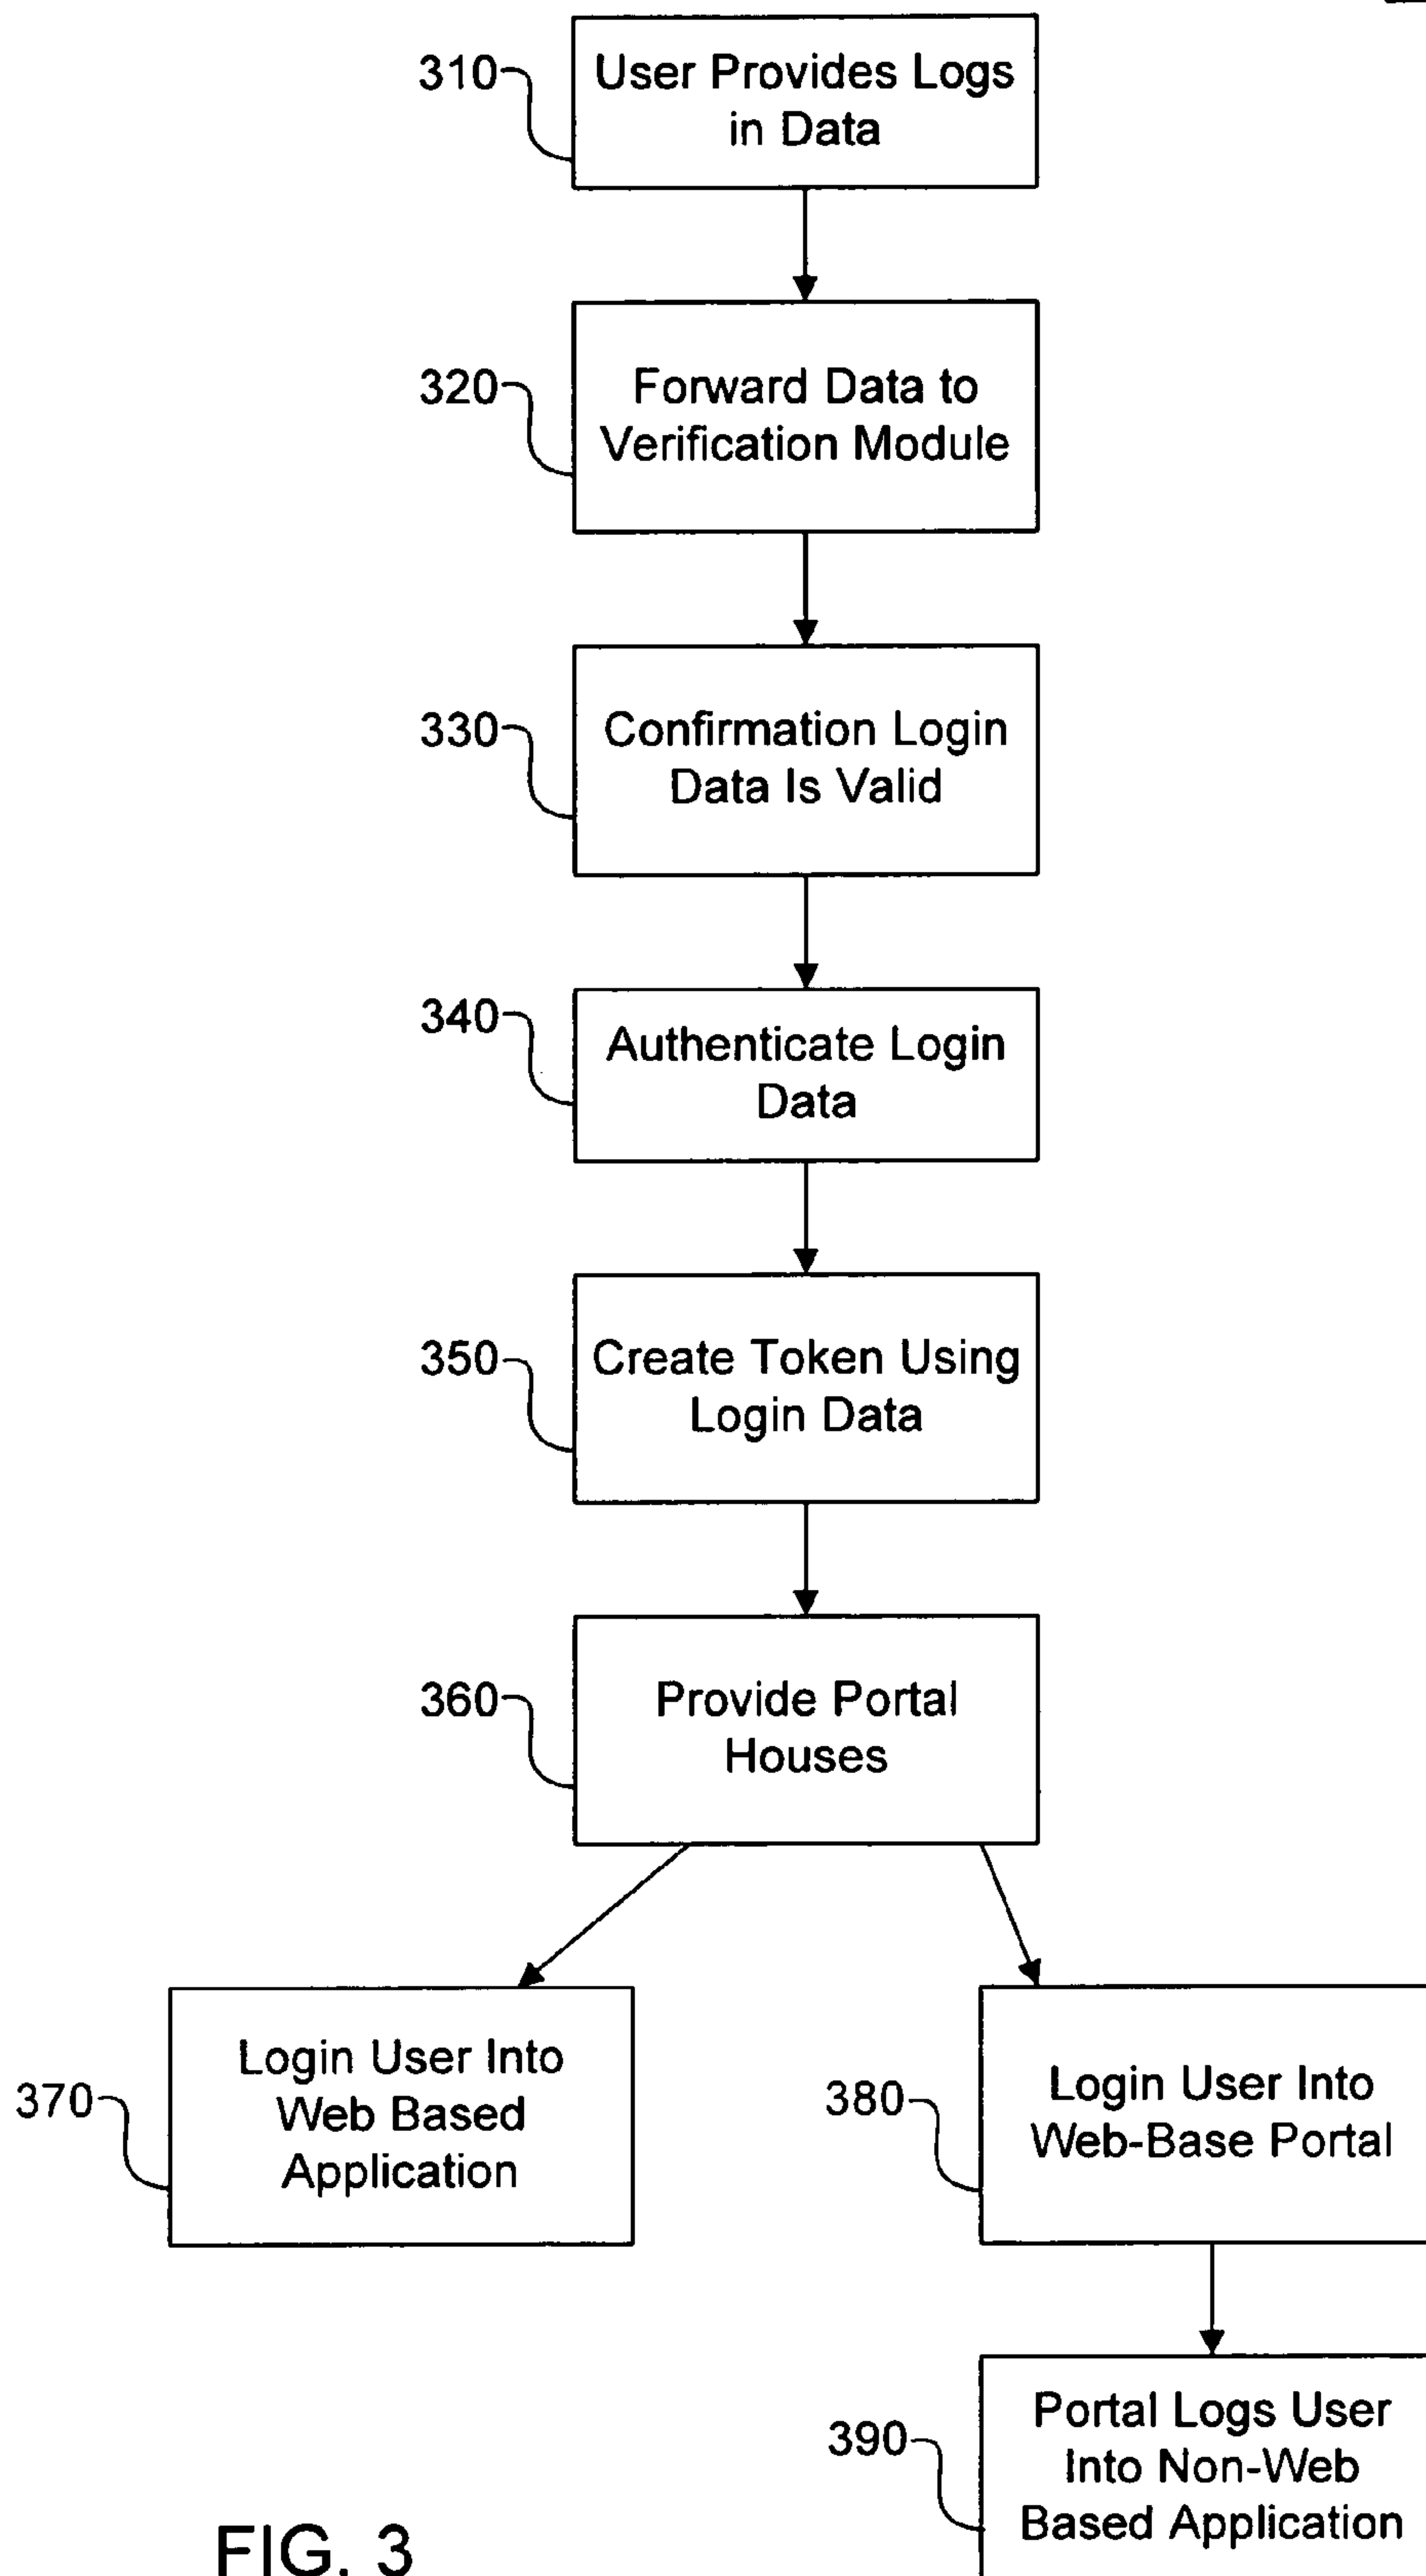 310
User Provides Logs
in Data
320
Forward Data to
Verification Module
330
Confirmation Login
Data Is Valid
340
Authenticate Login
Data
350
Create Token Using
Login Data
360
Provide Portal
Houses
370
Login User Into
Web Based
Application
380
Login User Into
Web-Base Portal
390
Portal Logs User
Into Non-Web
Based Application
FIG. 3